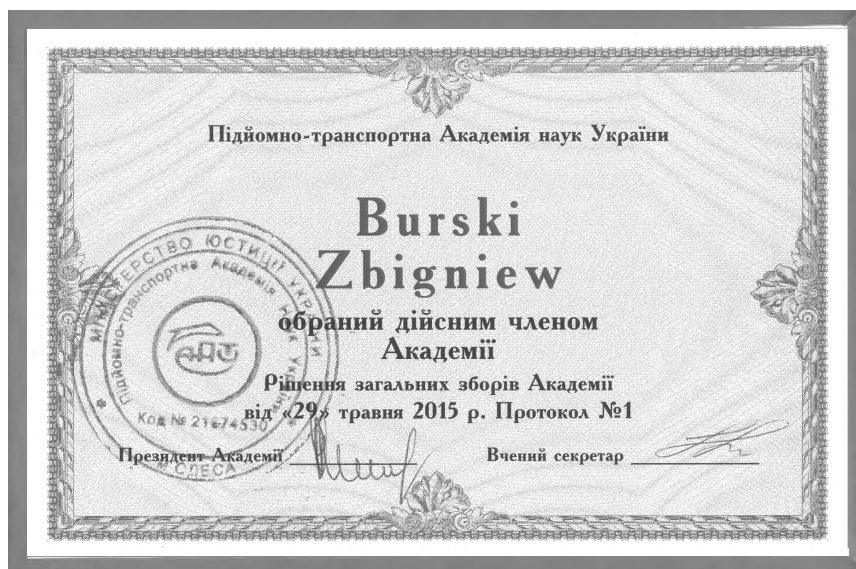 Підйомно-транспортна Академія наук України
Burski
Zbigniew
обраний дійсним членом
Академії
Рішення загальних зборів Академії
від «29» травня 2015 р. Протокол №1
Президент Академії
Вчений секретар
МІНІСТЕРСТВО ЮСТИЦІЇ УКРАЇНИ
Підйомно-транспортна Академія Наук України
Код № 21674530
м ОДЕСА